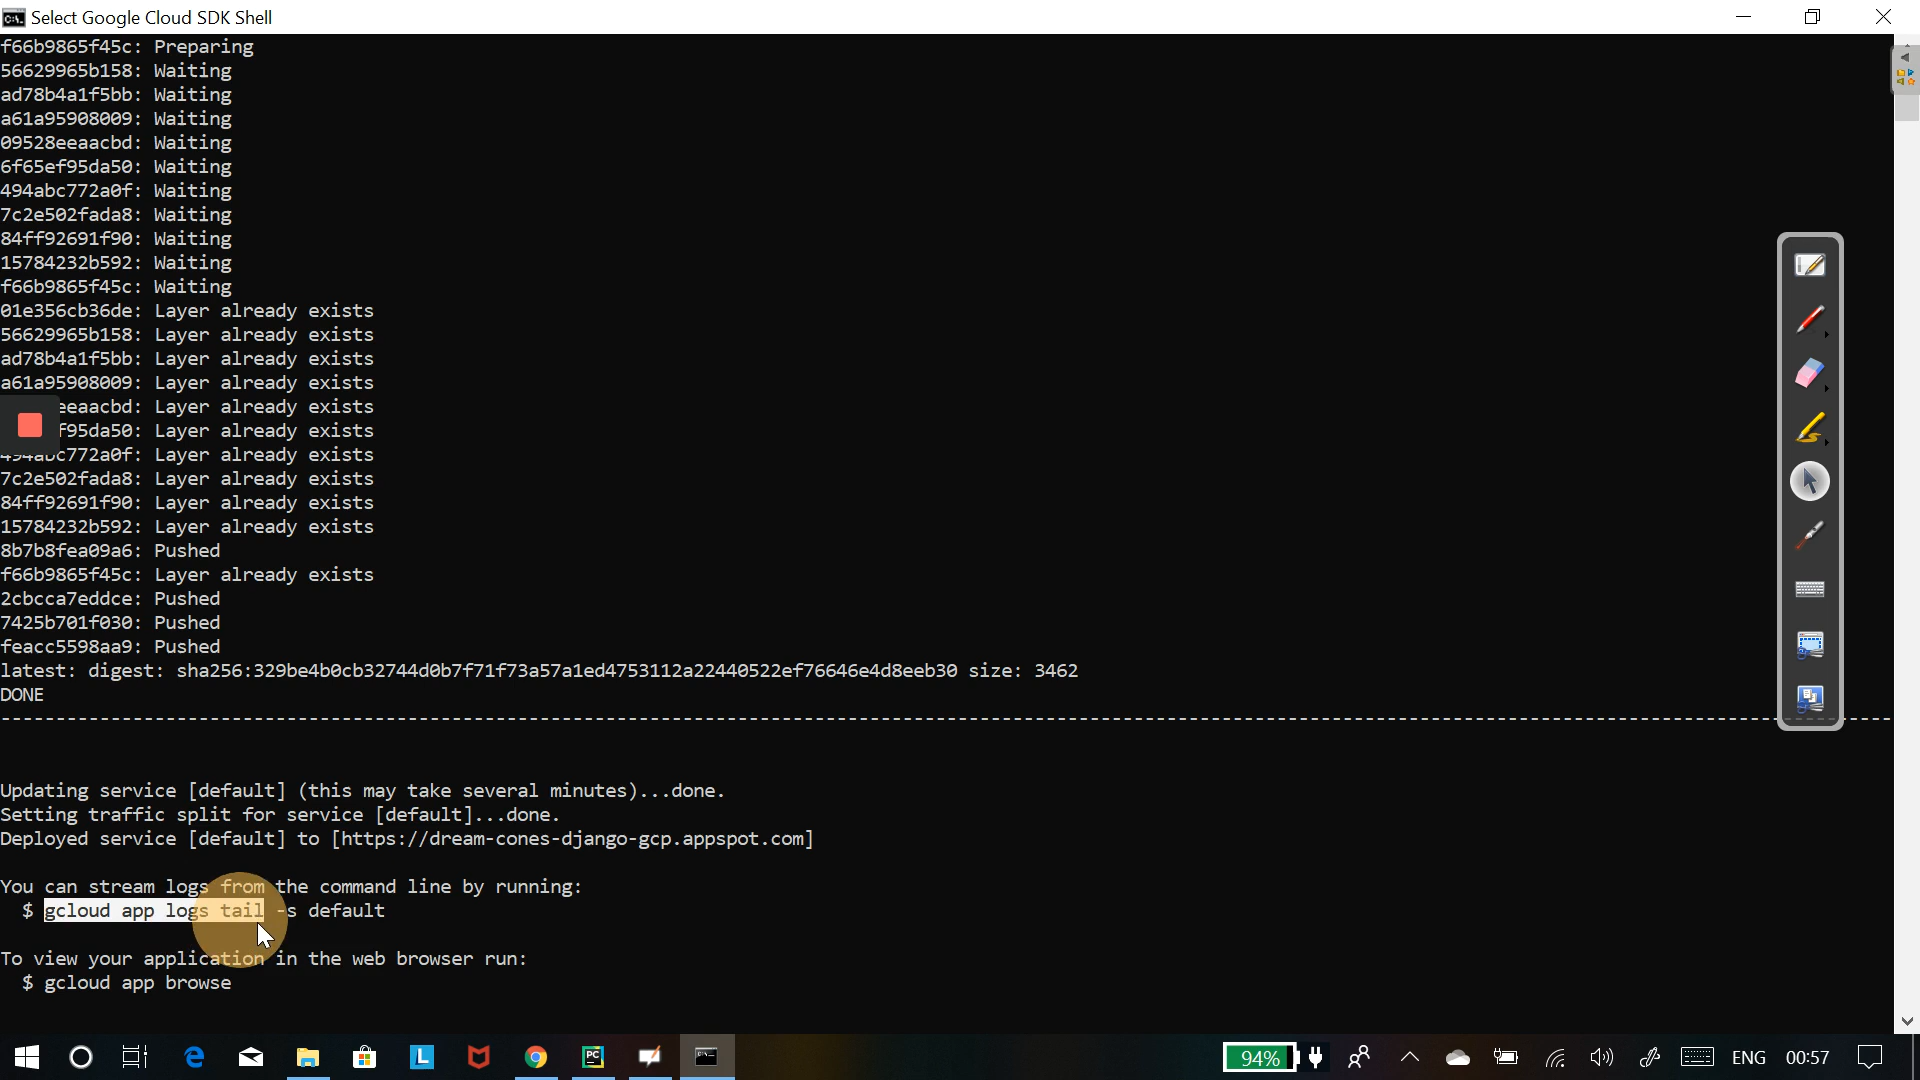 Select Google Cloud SDK Shell
f66b9865f45c: Preparing
56629965b158: Waiting
ad78b4a1f5bb: Waiting
a61a95908009: Waiting
09528eeaacbd: Waiting
6f65ef95da50: Waiting
494abc772a0f: Waiting
7c2e502fada8: Waiting
84ff92691f90: Waiting
15784232b592: Waiting
f66b9865f45c: Waiting
01e356cb36de: Layer already exists
56629965b158: Layer already exists
ad78b4a1f5bb: Layer already exists
a61a95908009: Layer already exists
eeaacbd: Layer already exists
f95da50: Layer already exists
494abc772a0f: Layer already exists
7c2e502fada8: Layer already exists
84ff92691f90: Layer already exists
15784232b592: Layer already exists
8b7b8fea09a6: Pushed
f66b9865f45c: Layer already exists
2cbcca7eddce: Pushed
7425b701f030: Pushed
feacc5598aa9: Pushed
latest: digest: sha256:329be4b0cb32744d0b7f71f73a57a1ed4753112a22440522ef76646e4d8eeb30 size: 3462
DONE
Updating service [default] (this may take several minutes)...done.
Setting traffic split for service [default]...done.
Deployed service [default] to [https://dream-cones-django-gcp.appspot.com]
You can stream logs from the command line by running:
$ gcloud app logs tail -s default
To view your application in the web browser run:
$ gcloud app browse
94% ENG 00:57